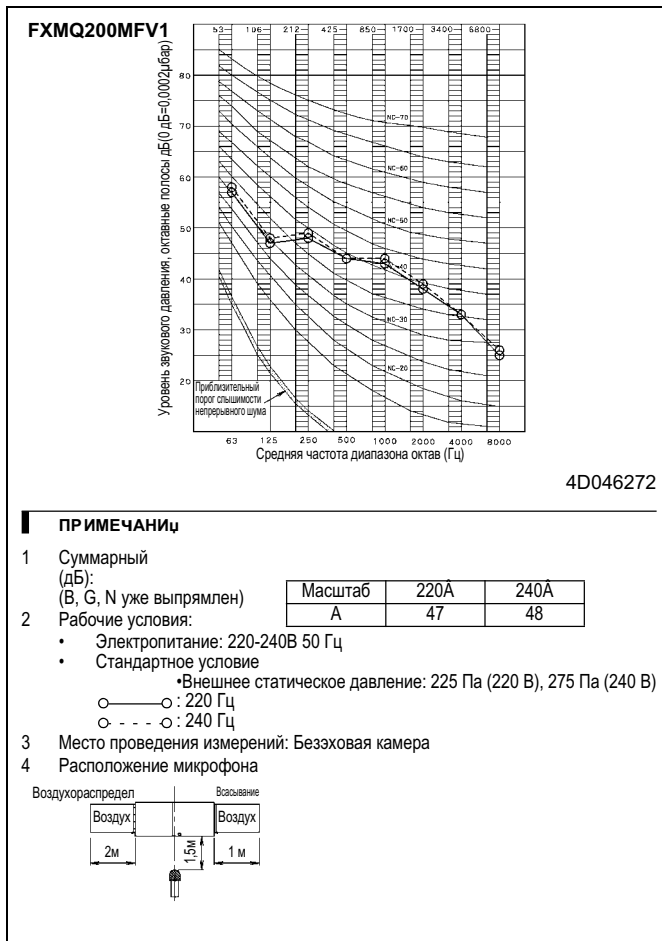 FXMQ200MFV1
53 106 212 425 850 1700 3400 6800
80
70
60
50
40
30
20
NC-70
NC-60
NC-50
40
NC-30
NC-20
Уровень звукового давления, октавные полосы дБ(0 дБ=0,0002µбар)
Приблизительный
порог слышимости
непрерывного шума
63 125 250 500 1000 2000 4000 8000
Средняя частота диапазона октав (Гц)
4D046272
ПРИМЕЧАНИµ
1 Суммарный
(дБ):
(B, G, N уже выпрямлен)
Масштаб 220Â 240Â
A 47 48
2 Рабочие условия:
• Электропитание: 220-240В 50 Гц
• Стандартное условие
•Внешнее статическое давление: 225 Па (220 В), 275 Па (240 В)
: 220 Гц
: 240 Гц
3 Место проведения измерений: Безэховая камера
4 Расположение микрофона
Воздухораспредел Всасывание
Воздух Воздух
2м 1,5м 1 м